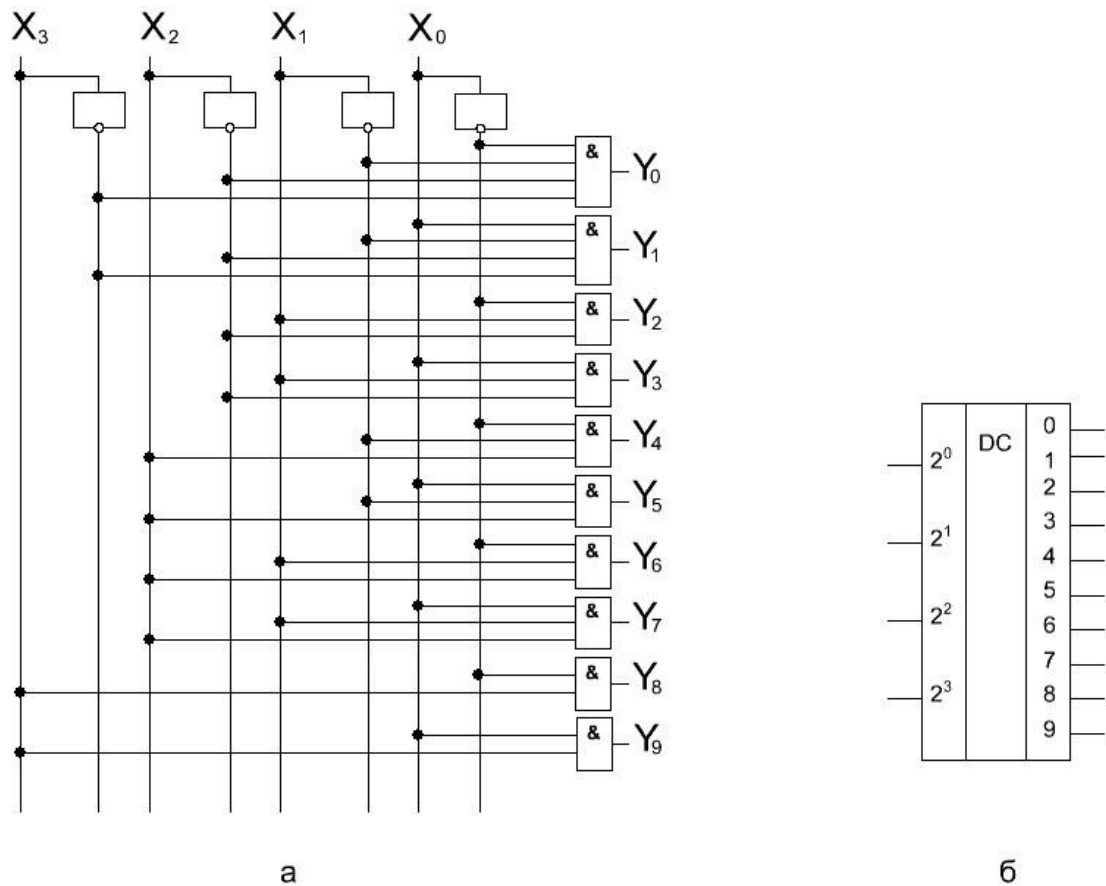 X₃ X₂ X₁ X₀
& Y₀
& Y₁
& Y₂
& Y₃
& Y₄
& Y₅
& Y₆
& Y₇
& Y₈
& Y₉
а
DC
2⁰
2¹
2²
2³
0
1
2
3
4
5
6
7
8
9
б